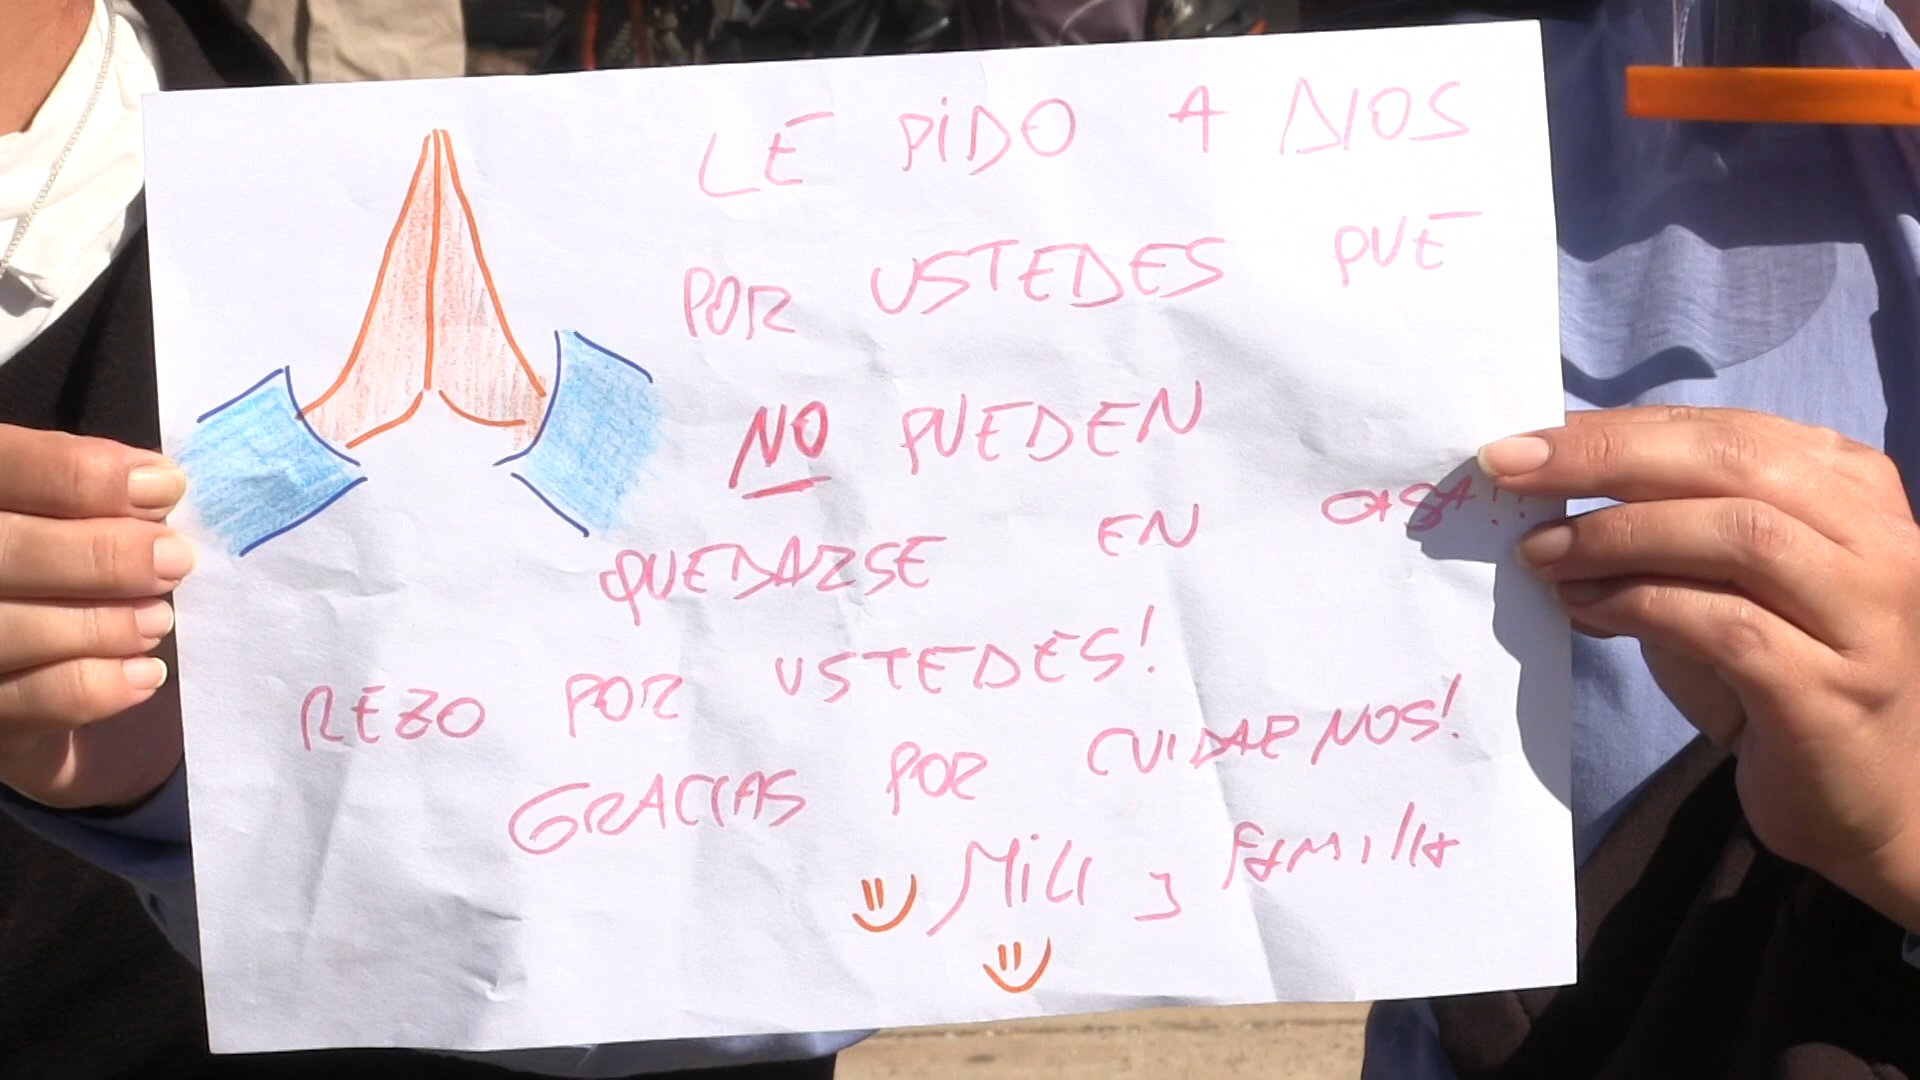 LE PIDO A DIOS
POR USTEDES QUE
NO PUEDEN
QUEDARSE EN CASA!!
REZO POR USTEDES!
GRACIAS POR CUIDARNOS!
MiLi y FAMILIA